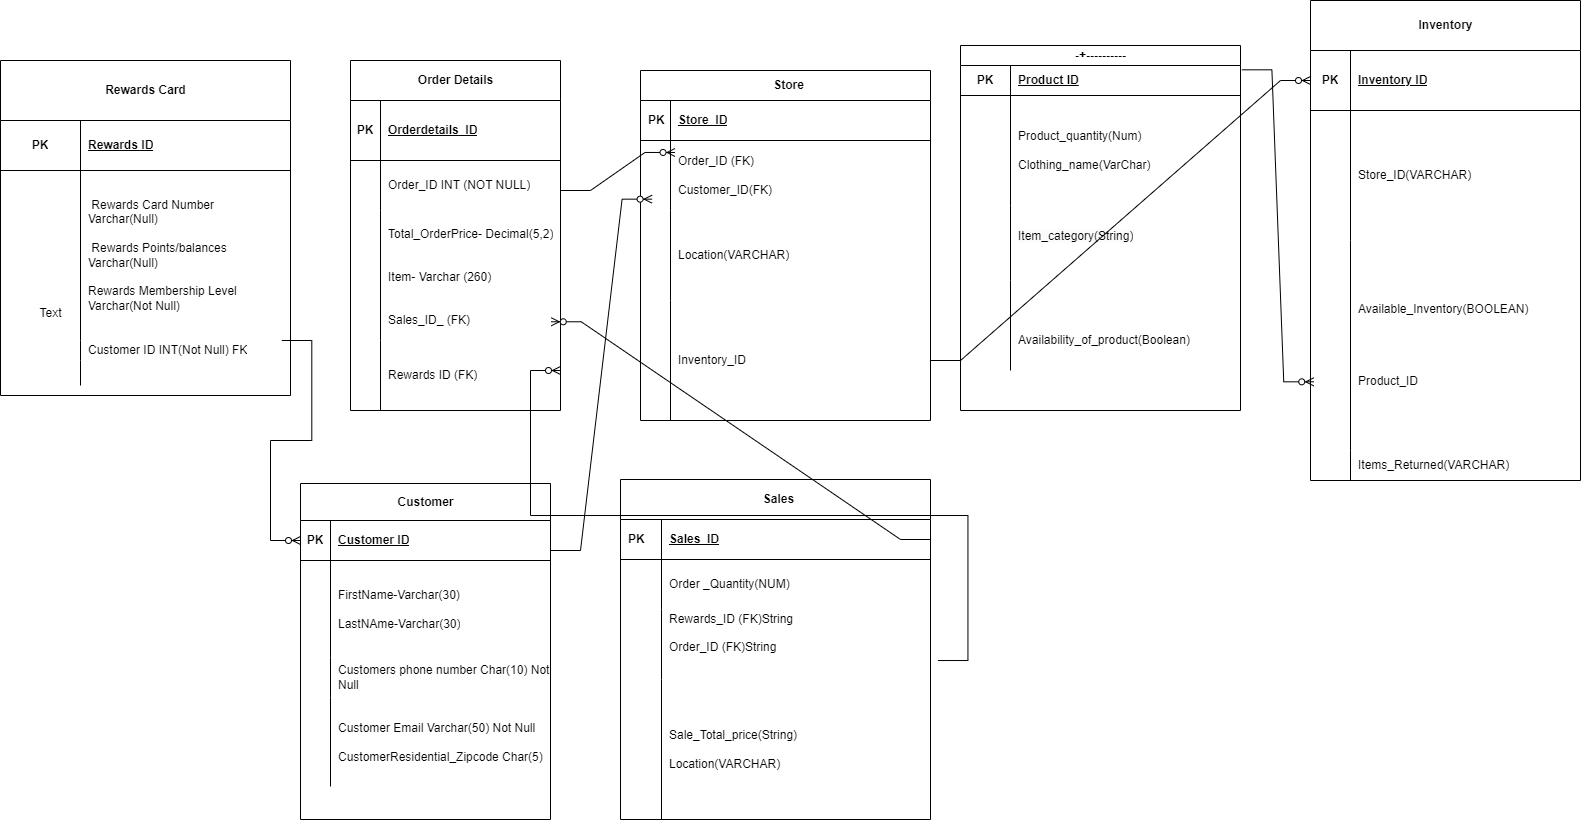 Rewards Card
PK
Rewards ID
Rewards Card Number
Varchar(Null)
Rewards Points/balances
Varchar(Null)
Rewards Membership Level
Varchar(Not Null)
Text
Customer ID INT(Not Null) FK
Order Details
PK
Orderdetails_ID
Order_ID INT (NOT NULL)
Total_OrderPrice- Decimal(5,2)
Item- Varchar (260)
Sales_ID_ (FK)
Rewards ID (FK)
Store
PK
Store_ID
Order_ID (FK)
Customer_ID(FK)
Location(VARCHAR)
Inventory_ID
-+----------
PK
Product ID
Product_quantity(Num)
Clothing_name(VarChar)
Item_category(String)
Availability_of_product(Boolean)
Inventory
PK
Inventory ID
Store_ID(VARCHAR)
Available_Inventory(BOOLEAN)
Product_ID
Items_Returned(VARCHAR)
Customer
PK
Customer ID
FirstName-Varchar(30)
LastNAme-Varchar(30)
Customers phone number Char(10) Not
Null
Customer Email Varchar(50) Not Null
CustomerResidential_Zipcode Char(5)
Sales
PK
Sales_ID
Order _Quantity(NUM)
Rewards_ID (FK)String
Order_ID (FK)String
Sale_Total_price(String)
Location(VARCHAR)